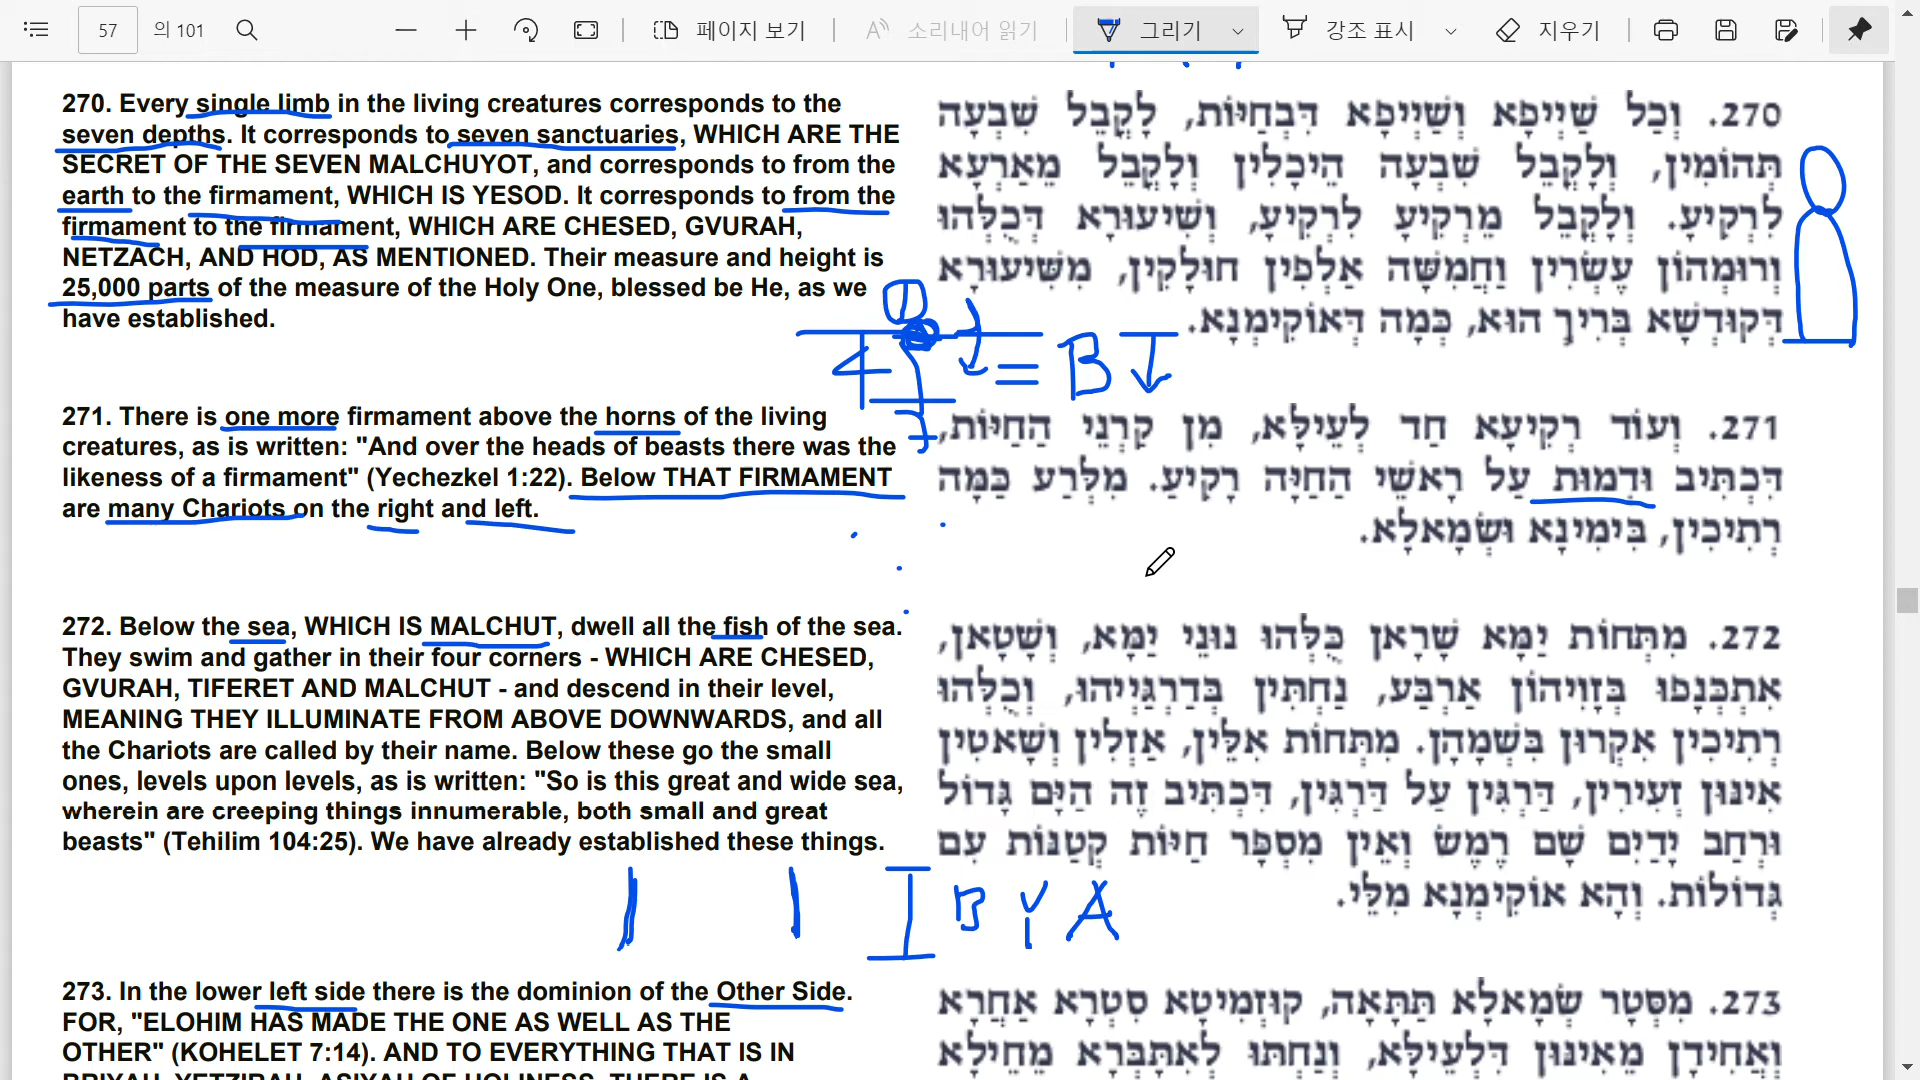 57 의 101 페이지 보기 소리내어 읽기 그리기 강조 표시 지우기
270. Every single limb in the living creatures corresponds to the
seven depths. It corresponds to seven sanctuaries, WHICH ARE THE
SECRET OF THE SEVEN MALCHUYOT, and corresponds to from the
earth to the firmament, WHICH IS YESOD. It corresponds to from the
firmament to the firmament, WHICH ARE CHESED, GVURAH,
NETZACH, AND HOD, AS MENTIONED. Their measure and height is
25,000 parts of the measure of the Holy One, blessed be He, as we
have established.
270. וְכַל שַׁיְיפָא וְשַׁיְיפָא דִּבְחַיּוֹת, לָקֳבֵל שִׁבְעָה
תְּהוֹמִין, וְלָקֳבֵל שִׁבְעָה הֵיכָלִין וְלָקֳבֵל מֵאַרְעָא
לִרְקִיעַ. וְלָקֳבֵל מֵרְקִיעָא לִרְקִיעָא, וְשִׁיעוּרָא דְּכֻלְּהוּ
וְרוּמְהוֹן עֶשְׂרִין וַחֲמִשָּׁה אַלְפִין חוּלָקִין, מִשִּׁיעוּרָא
דְּקוּדְשָׁא בְּרִיךְ הוּא, כְּמָה דְּאוֹקִימְנָא.
4 = B
271. There is one more firmament above the horns of the living
creatures, as is written: "And over the heads of beasts there was the
likeness of a firmament" (Yechezkel 1:22). Below THAT FIRMAMENT
are many Chariots on the right and left.
271. וְעוֹד רְקִיעָא חַד לְעֵילָּא, מִן קַרְנֵי הַחַיּוֹת,
דִּכְתִּיב וּדְמוּת עַל רָאשֵׁי הַחַיָּה רָקִיעַ. מִלְּרַע כַּמָּה
רְתִיכִין, בִּימִינָא וּשְׂמָאלָא.
272. Below the sea, WHICH IS MALCHUT, dwell all the fish of the sea.
They swim and gather in their four corners - WHICH ARE CHESED,
GVURAH, TIFERET AND MALCHUT - and descend in their level,
MEANING THEY ILLUMINATE FROM ABOVE DOWNWARDS, and all
the Chariots are called by their name. Below these go the small
ones, levels upon levels, as is written: "So is this great and wide sea,
wherein are creeping things innumerable, both small and great
beasts" (Tehilim 104:25). We have already established these things.
272. מִתְּחוֹת יַמָּא שָׁרָאן כֻּלְּהוּ נוּנֵי יַמָּא, וְשָׁטָאן,
אִתְכְּנָפוּ בְּזָוִיהוֹן אַרְבַּע, נַחְתִּין בְּדַרְגַּיְיהוּ, וְכֻלְּהוּ
רְתִיכִין אִקְרוּן בִּשְׁמָהָן. מִתְּחוֹת אִלֵּין, אַזְלִין וְשָׁאטִין
אִינּוּן זְעִירִין, דַּרְגִּין עַל דַּרְגִּין, דִּכְתִּיב זֶה הַיָּם גָּדוֹל
וּרְחַב יָדַיִם שָׁם רֶמֶשׂ וְאֵין מִסְפָּר חַיּוֹת קְטַנּוֹת עִם
גְּדוֹלוֹת. וְהָא אוֹקִימְנָא מִלֵּי.
I B Y A
273. In the lower left side there is the dominion of the Other Side.
FOR, "ELOHIM HAS MADE THE ONE AS WELL AS THE
OTHER" (KOHELET 7:14). AND TO EVERYTHING THAT IS IN
BRIYAH, YETZIRAH, ASIYAH OF HOLINESS, THERE IS A
273. מִסְּטַר שְׂמָאלָא תַּתָּאָה, קוּזְמִיטָא סִטְרָא אַחֲרָא
וַאֲחִידָן מֵאִינּוּן דִּלְעֵילָּא, וְנַחְתּוּ לְאִתָּבְרָא מֵחֵילָא